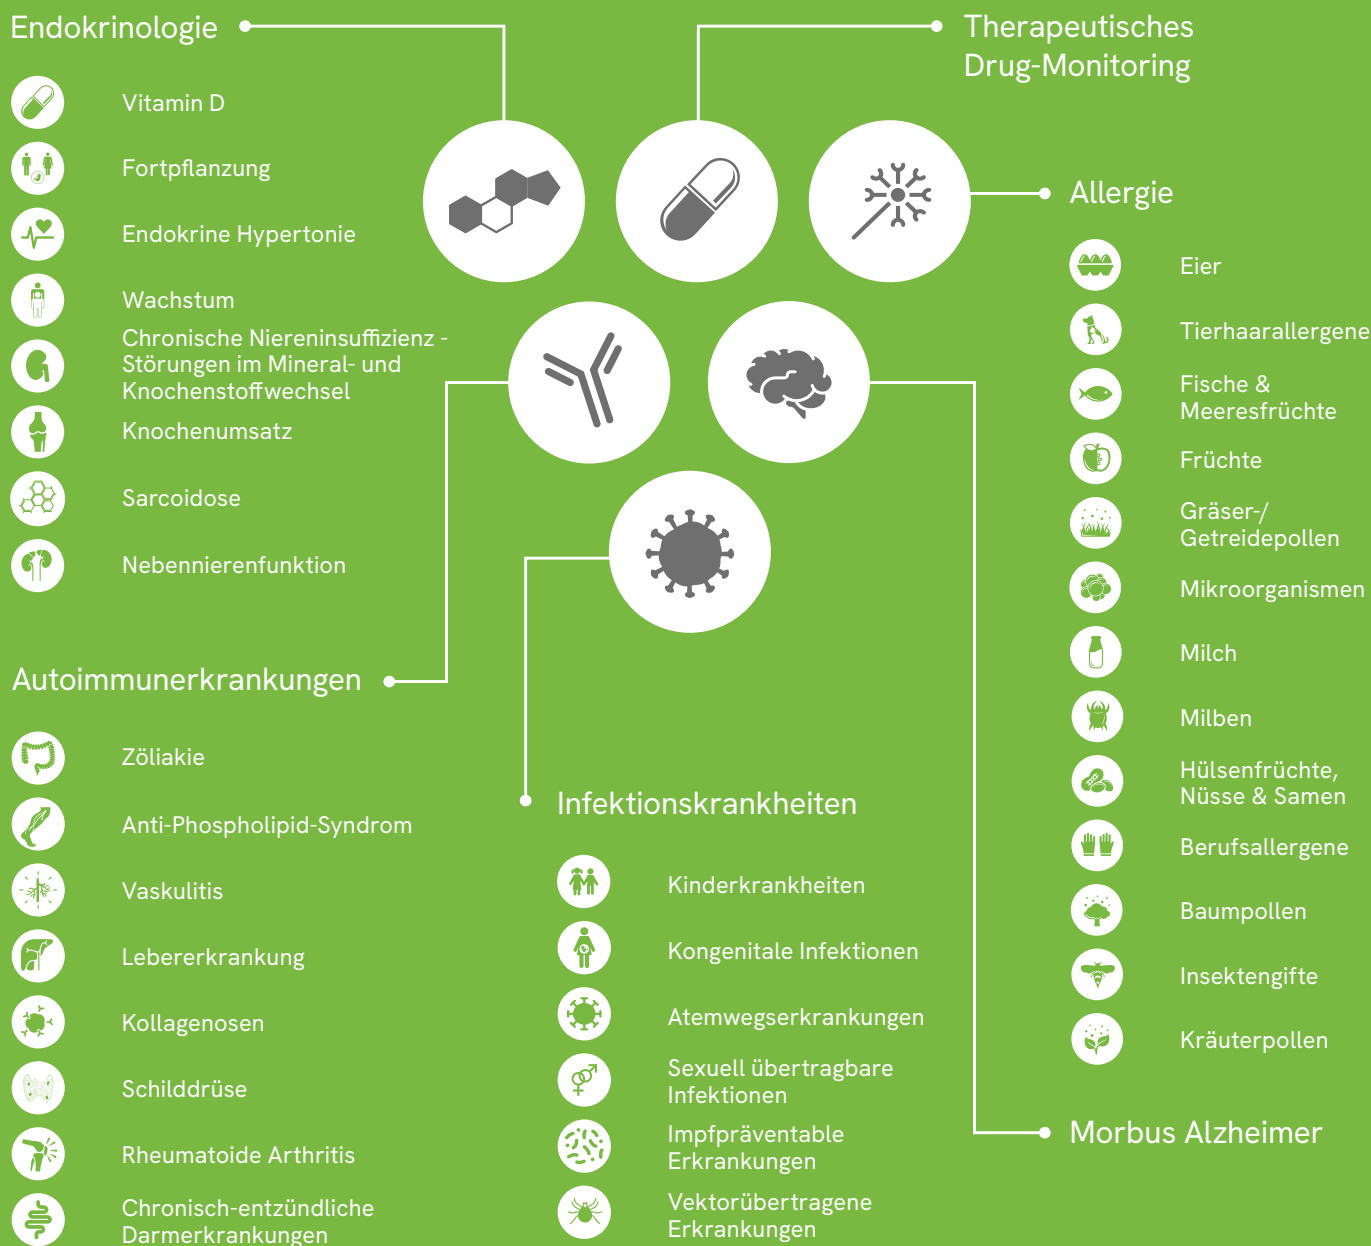 Endokrinologie
Vitamin D
Fortpflanzung
Endokrine Hypertonie
Wachstum
Chronische Niereninsuffizienz -
Störungen im Mineral- und
Knochenstoffwechsel
Knochenumsatz
Sarcoidose
Nebennierenfunktion
Autoimmunerkrankungen
Zöliakie
Anti-Phospholipid-Syndrom
Vaskulitis
Lebererkrankung
Kollagenosen
Schilddrüse
Rheumatoide Arthritis
Chronisch-entzündliche
Darmerkrankungen
Infektionskrankheiten
Kinderkrankheiten
Kongenitale Infektionen
Atemwegserkrankungen
Sexuell übertragbare
Infektionen
Impfpräventable
Erkrankungen
Vektorübertragene
Erkrankungen
Therapeutisches
Drug-Monitoring
Allergie
Eier
Tierhaarallergene
Fische &
Meeresfrüchte
Früchte
Gräser-/
Getreidepollen
Mikroorganismen
Milch
Milben
Hülsenfrüchte,
Nüsse & Samen
Berufsallergene
Baumpollen
Insektengifte
Kräuterpollen
Morbus Alzheimer